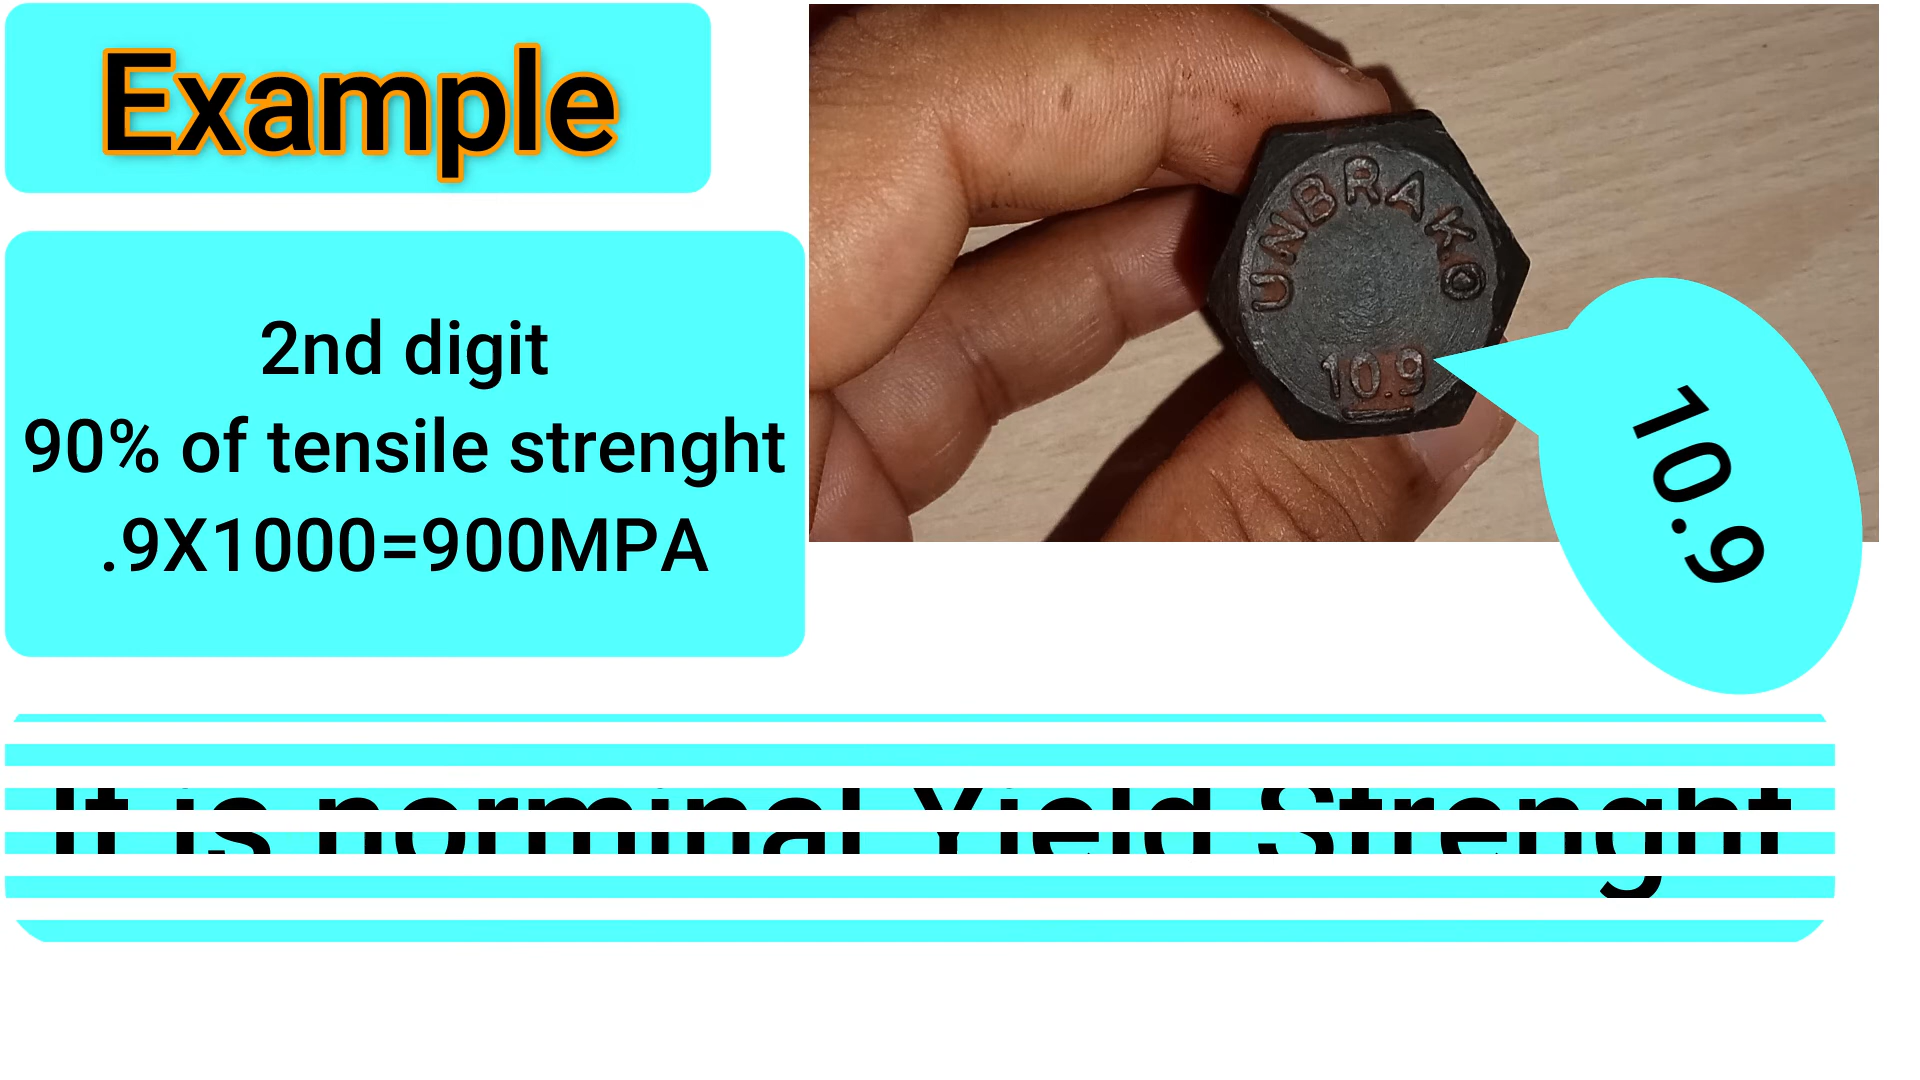 Example
2nd digit
90% of tensile strenght
.9X1000=900MPA
UNBRAKO
10.9
10.9
It is norminal Yield Strenght